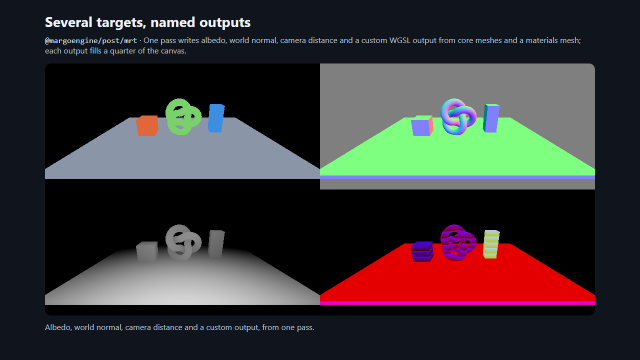 Several targets, named outputs
@margoengine/post/mrt · One pass writes albedo, world normal, camera distance and a custom WGSL output from core meshes and a materials mesh;
each output fills a quarter of the canvas.
Albedo, world normal, camera distance and a custom output, from one pass.